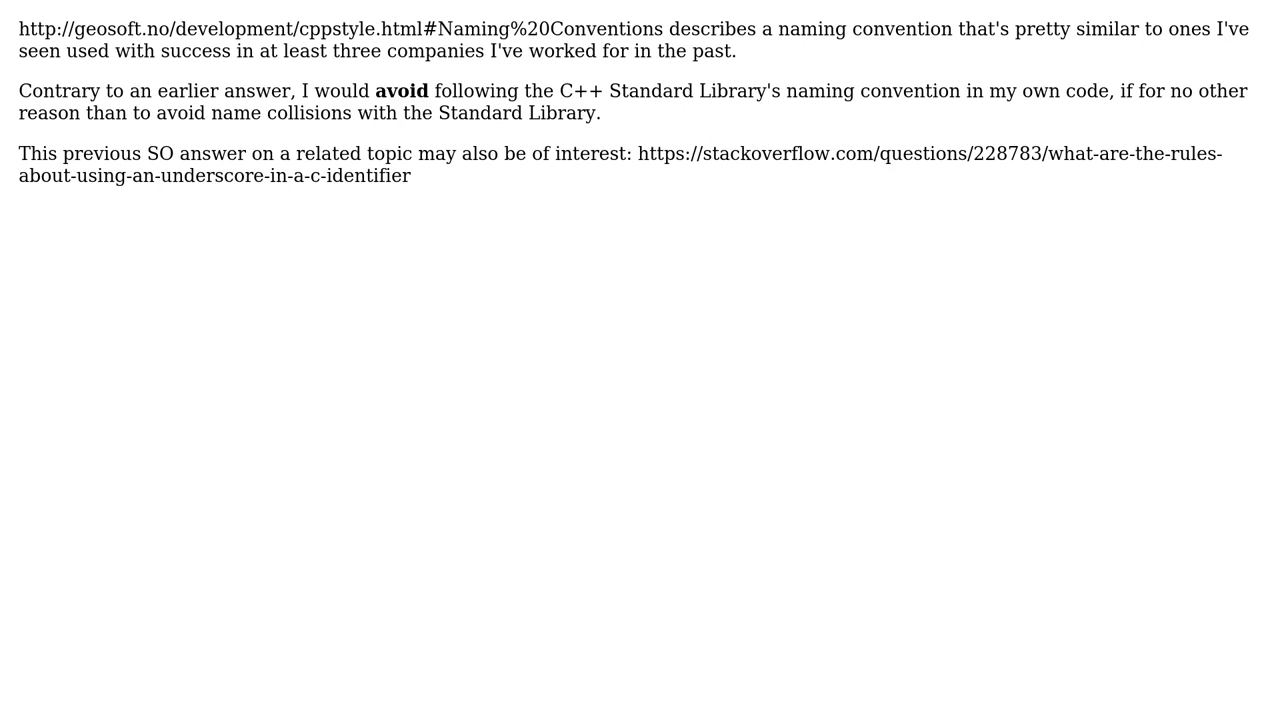 http://geosoft.no/development/cppstyle.html#Naming%20Conventions describes a naming convention that's pretty similar to ones I've
seen used with success in at least three companies I've worked for in the past.
Contrary to an earlier answer, I would avoid following the C++ Standard Library's naming convention in my own code, if for no other
reason than to avoid name collisions with the Standard Library.
This previous SO answer on a related topic may also be of interest: https://stackoverflow.com/questions/228783/what-are-the-rules-
about-using-an-underscore-in-a-c-identifier